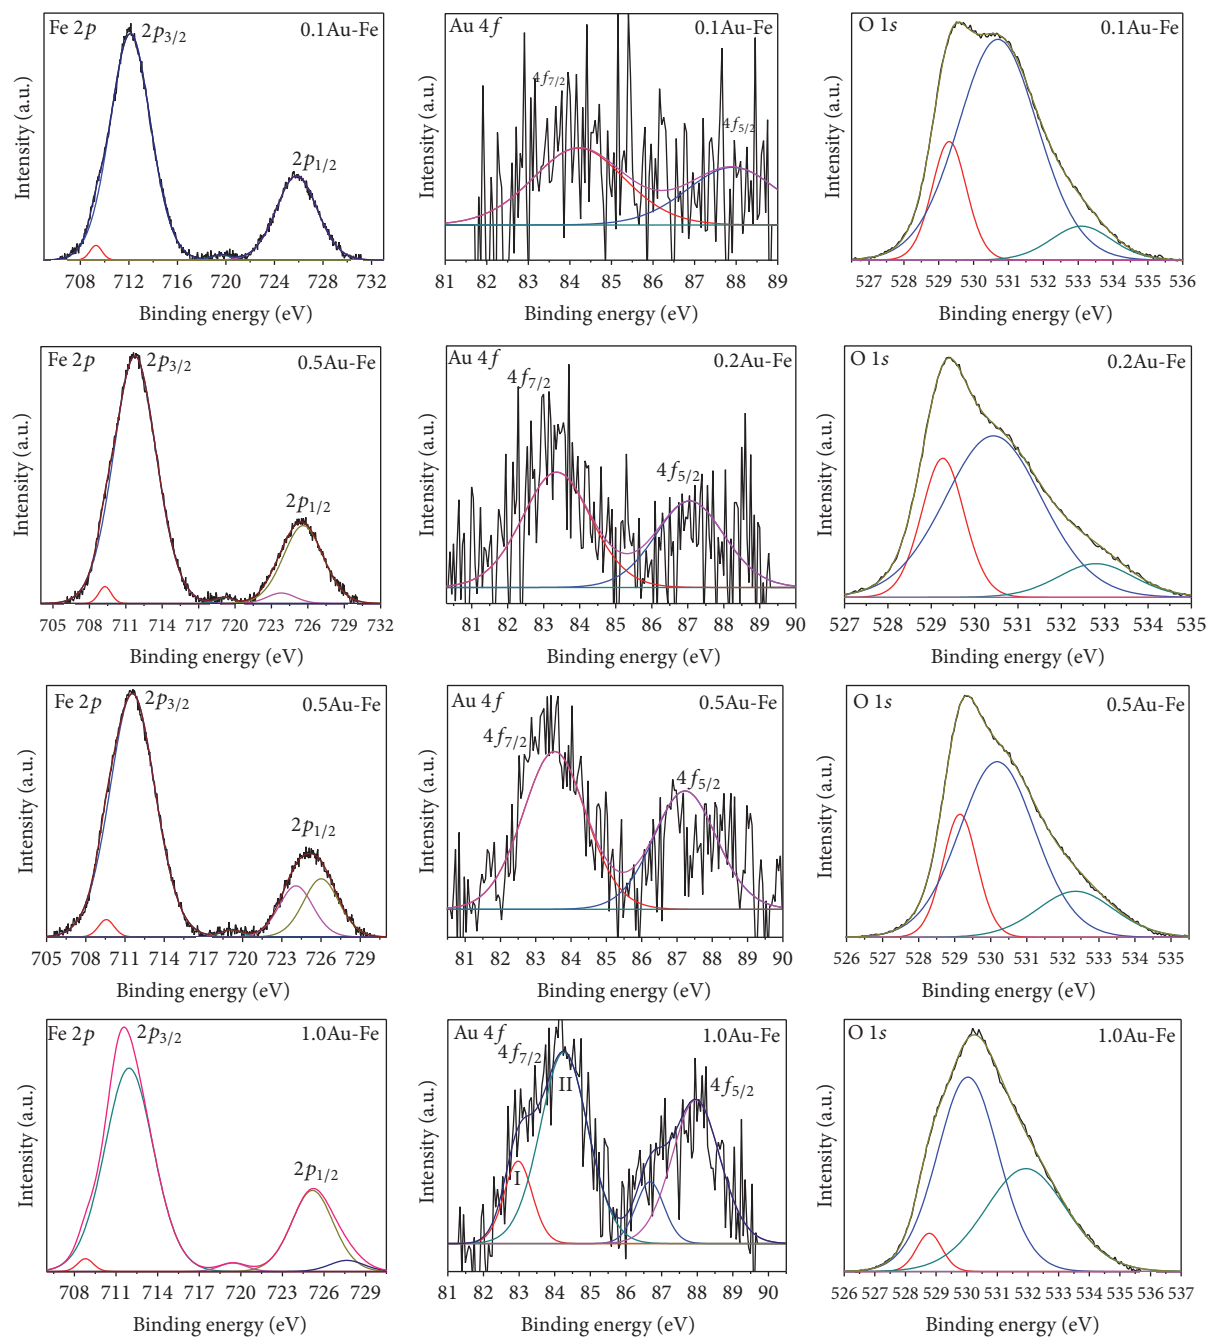 Fe 2p 2p3/2 0.1Au-Fe
2p1/2
Intensity (a.u.)
708 712 716 720 724 728 732
Binding energy (eV)
Au 4f 0.1Au-Fe
4f7/2
4f5/2
Intensity (a.u.)
81 82 83 84 85 86 87 88 89
Binding energy (eV)
O 1s 0.1Au-Fe
Intensity (a.u.)
527 528 529 530 531 532 533 534 535 536
Binding energy (eV)
Fe 2p 2p3/2 0.5Au-Fe
2p1/2
Intensity (a.u.)
705 708 711 714 717 720 723 726 729 732
Binding energy (eV)
Au 4f 0.2Au-Fe
4f7/2
4f5/2
Intensity (a.u.)
81 82 83 84 85 86 87 88 89 90
Binding energy (eV)
O 1s 0.2Au-Fe
Intensity (a.u.)
527 528 529 530 531 532 533 534 535
Binding energy (eV)
Fe 2p 2p3/2 0.5Au-Fe
2p1/2
Intensity (a.u.)
705 708 711 714 717 720 723 726 729
Binding energy (eV)
Au 4f 0.5Au-Fe
4f7/2
4f5/2
Intensity (a.u.)
81 82 83 84 85 86 87 88 89 90
Binding energy (eV)
O 1s 0.5Au-Fe
Intensity (a.u.)
526 527 528 529 530 531 532 533 534 535
Binding energy (eV)
Fe 2p 2p3/2 1.0Au-Fe
2p1/2
Intensity (a.u.)
708 711 714 717 720 723 726 729
Binding energy (eV)
Au 4f 1.0Au-Fe
4f7/2
II
4f5/2
I
Intensity (a.u.)
81 82 83 84 85 86 87 88 89 90
Binding energy (eV)
O 1s 1.0Au-Fe
Intensity (a.u.)
526 527 528 529 530 531 532 533 534 535 536 537
Binding energy (eV)